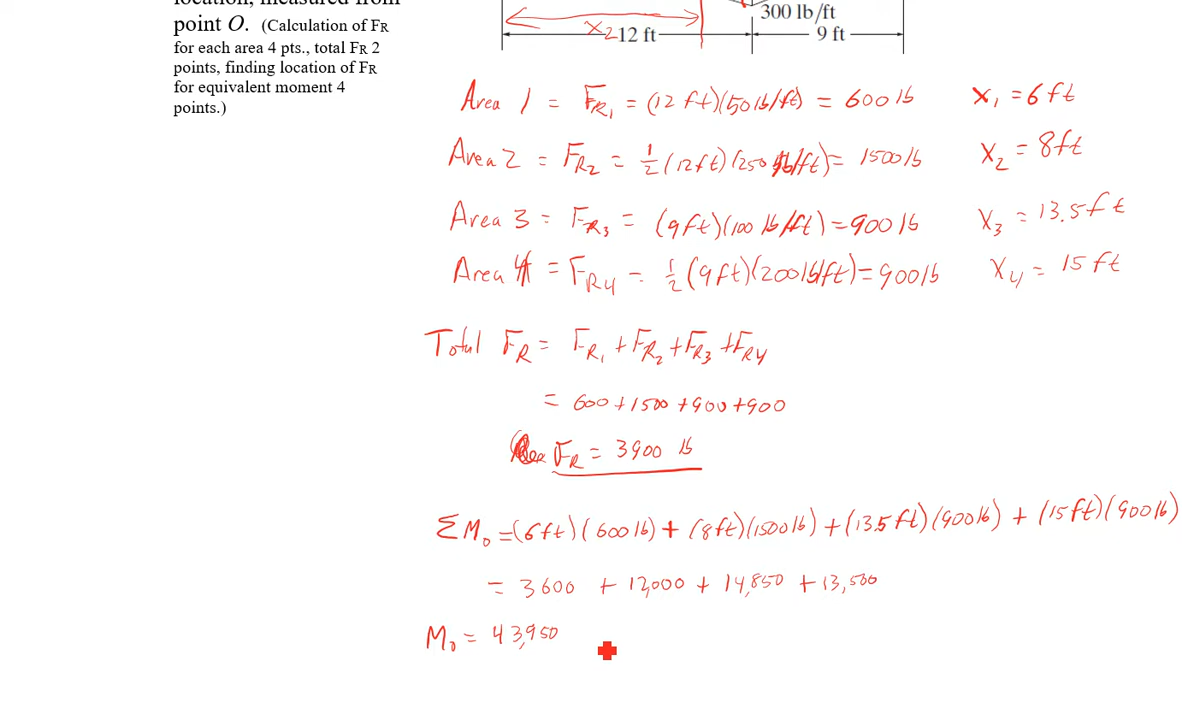 location, measured from
point O. (Calculation of FR
for each area 4 pts., total FR 2
points, finding location of FR
for equivalent moment 4
points.)
300 lb/ft
X2 12 ft
9 ft
Area 1 = FR1 = (12 ft)(50 lb/ft) = 600 lb X1 = 6 ft
Area 2 = FR2 = 1/2 (12 ft)(250 lb/ft) = 1500 lb X2 = 8 ft
Area 3 = FR3 = (9 ft)(100 lb/ft) = 900 lb X3 = 13.5 ft
Area 4 = FR4 = 1/2 (9 ft)(200 lb/ft) = 900 lb X4 = 15 ft
Total FR = FR1 + FR2 + FR3 + FR4
= 600 + 1500 + 900 + 900
FR = 3900 lb
ΣMo = (6 ft)(600 lb) + (8 ft)(1500 lb) + (13.5 ft)(900 lb) + (15 ft)(900 lb)
= 3600 + 12,000 + 14,850 + 13,500
Mo = 43,950